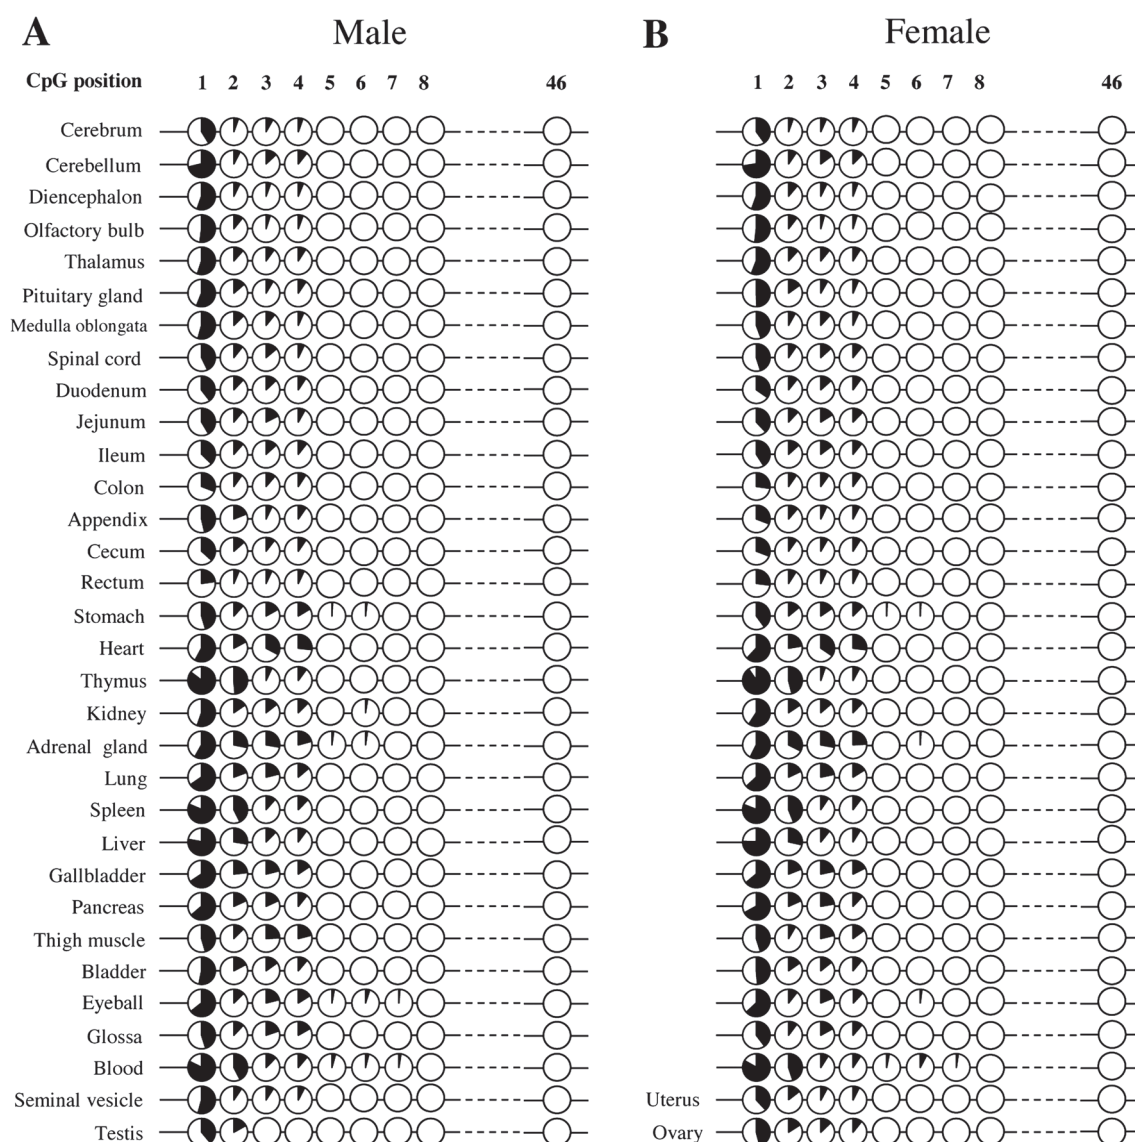 A Male B Female
CpG position 1 2 3 4 5 6 7 8 46 1 2 3 4 5 6 7 8 46
Cerebrum
Cerebellum
Diencephalon
Olfactory bulb
Thalamus
Pituitary gland
Medulla oblongata
Spinal cord
Duodenum
Jejunum
Ileum
Colon
Appendix
Cecum
Rectum
Stomach
Heart
Thymus
Kidney
Adrenal gland
Lung
Spleen
Liver
Gallbladder
Pancreas
Thigh muscle
Bladder
Eyeball
Glossa
Blood
Seminal vesicle Uterus
Testis Ovary